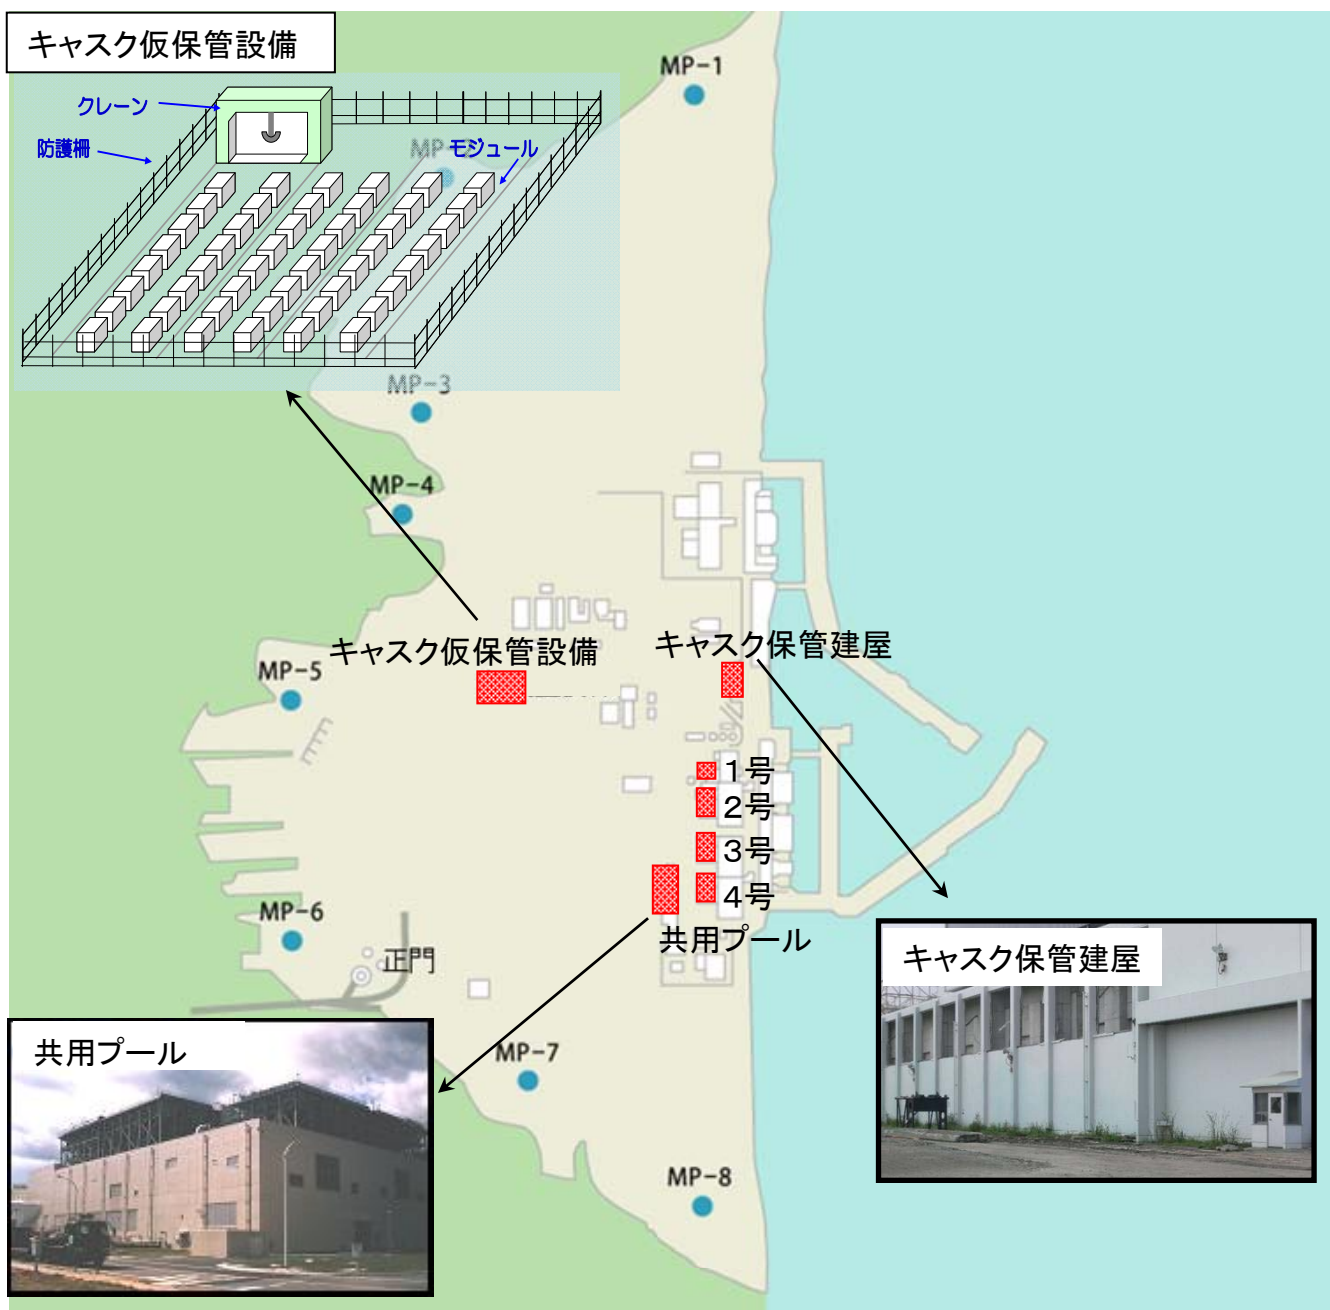 キャスク仮保管設備
MP-1
クレーン
防護柵
MP-2
モジュール
MP-3
MP-4
キャスク仮保管設備
キャスク保管建屋
MP-5
1号
2号
3号
4号
MP-6
共用プール
正門
キャスク保管建屋
共用プール
MP-7
MP-8